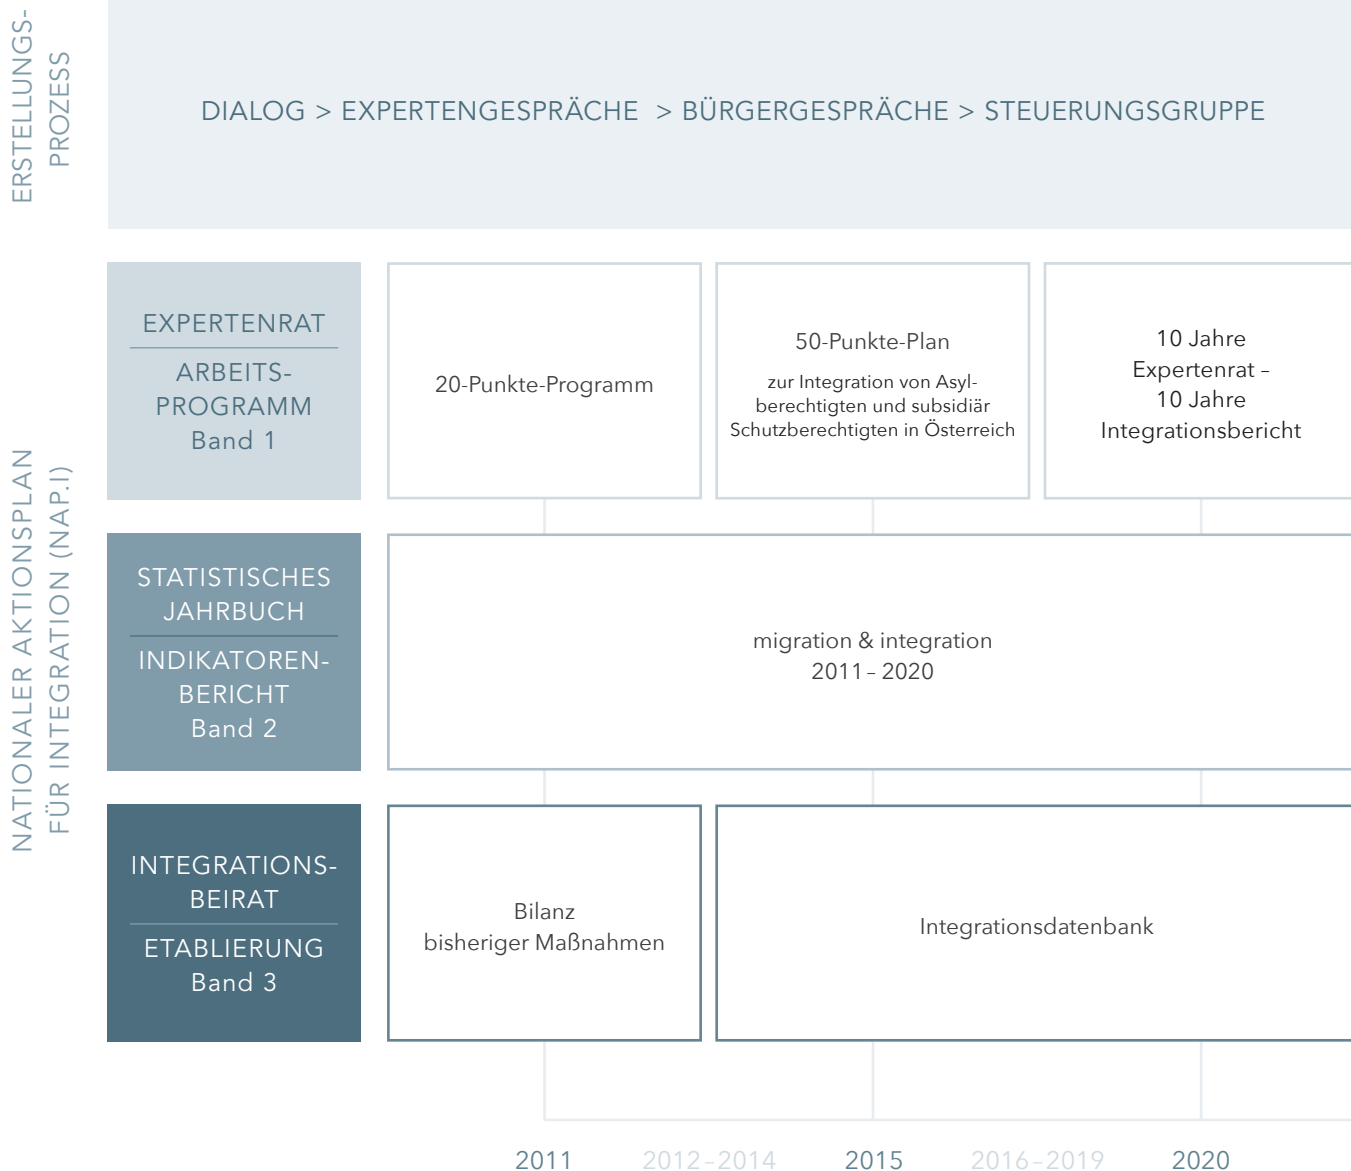 ERSTELLUNGS-
PROZESS
DIALOG > EXPERTENGESPRÄCHE > BÜRGERGESPRÄCHE > STEUERUNGSGRUPPE
NATIONALER AKTIONSPLAN
FÜR INTEGRATION (NAP.I)
EXPERTENRAT
ARBEITS-
PROGRAMM
Band 1
20-Punkte-Programm
50-Punkte-Plan
zur Integration von Asyl-
berechtigten und subsidiär
Schutzberechtigten in Österreich
10 Jahre
Expertenrat –
10 Jahre
Integrationsbericht
STATISTISCHES
JAHRBUCH
INDIKATOREN-
BERICHT
Band 2
migration & integration
2011 – 2020
INTEGRATIONS-
BEIRAT
ETABLIERUNG
Band 3
Bilanz
bisheriger Maßnahmen
Integrationsdatenbank
2011 2012–2014 2015 2016–2019 2020